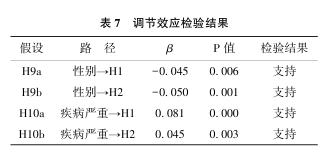 表 7 调节效应检验结果
假设 路 径 β P 值 检验结果
H9a 性别→H1 −0.045 0.006 支持
H9b 性别→H2 −0.050 0.001 支持
H10a 疾病严重→H1 0.081 0.000 支持
H10b 疾病严重→H2 0.045 0.003 支持